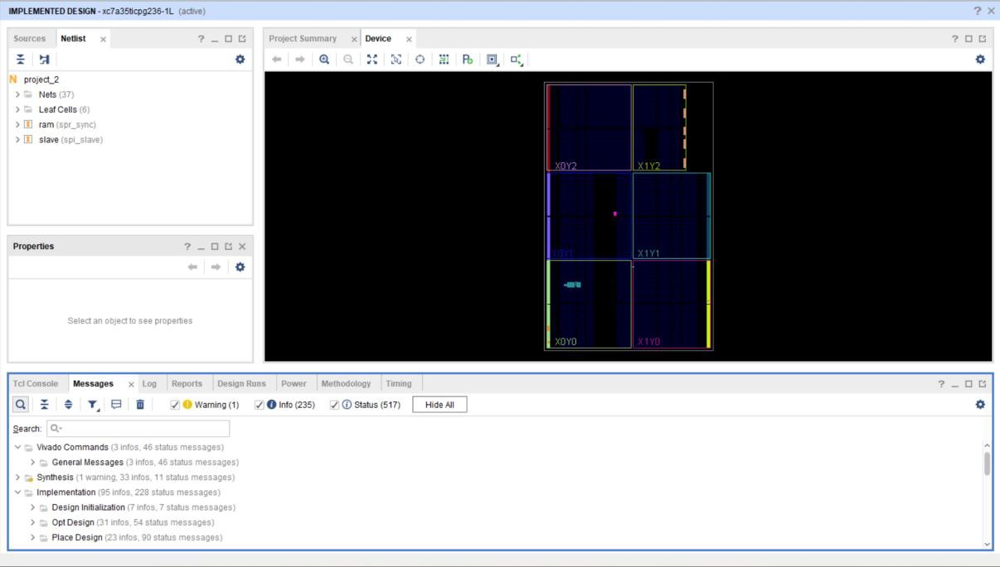 IMPLEMENTED DESIGN - xc7a35ticpg236-1L (active)
Sources Netlist
N project_2
Nets (37)
Leaf Cells (6)
ram (spr_sync)
slave (spi_slave)
Properties
Select an object to see properties
Project Summary Device
X0Y2 X1Y2
X0Y1 X1Y1
X0Y0 X1Y0
Tcl Console Messages Log Reports Design Runs Power Methodology Timing
Warning (1) Info (235) Status (517) Hide All
Search:
Vivado Commands (3 infos, 46 status messages)
General Messages (3 infos, 46 status messages)
Synthesis (1 warning, 33 infos, 11 status messages)
Implementation (95 infos, 228 status messages)
Design Initialization (7 infos, 7 status messages)
Opt Design (31 infos, 54 status messages)
Place Design (23 infos, 90 status messages)